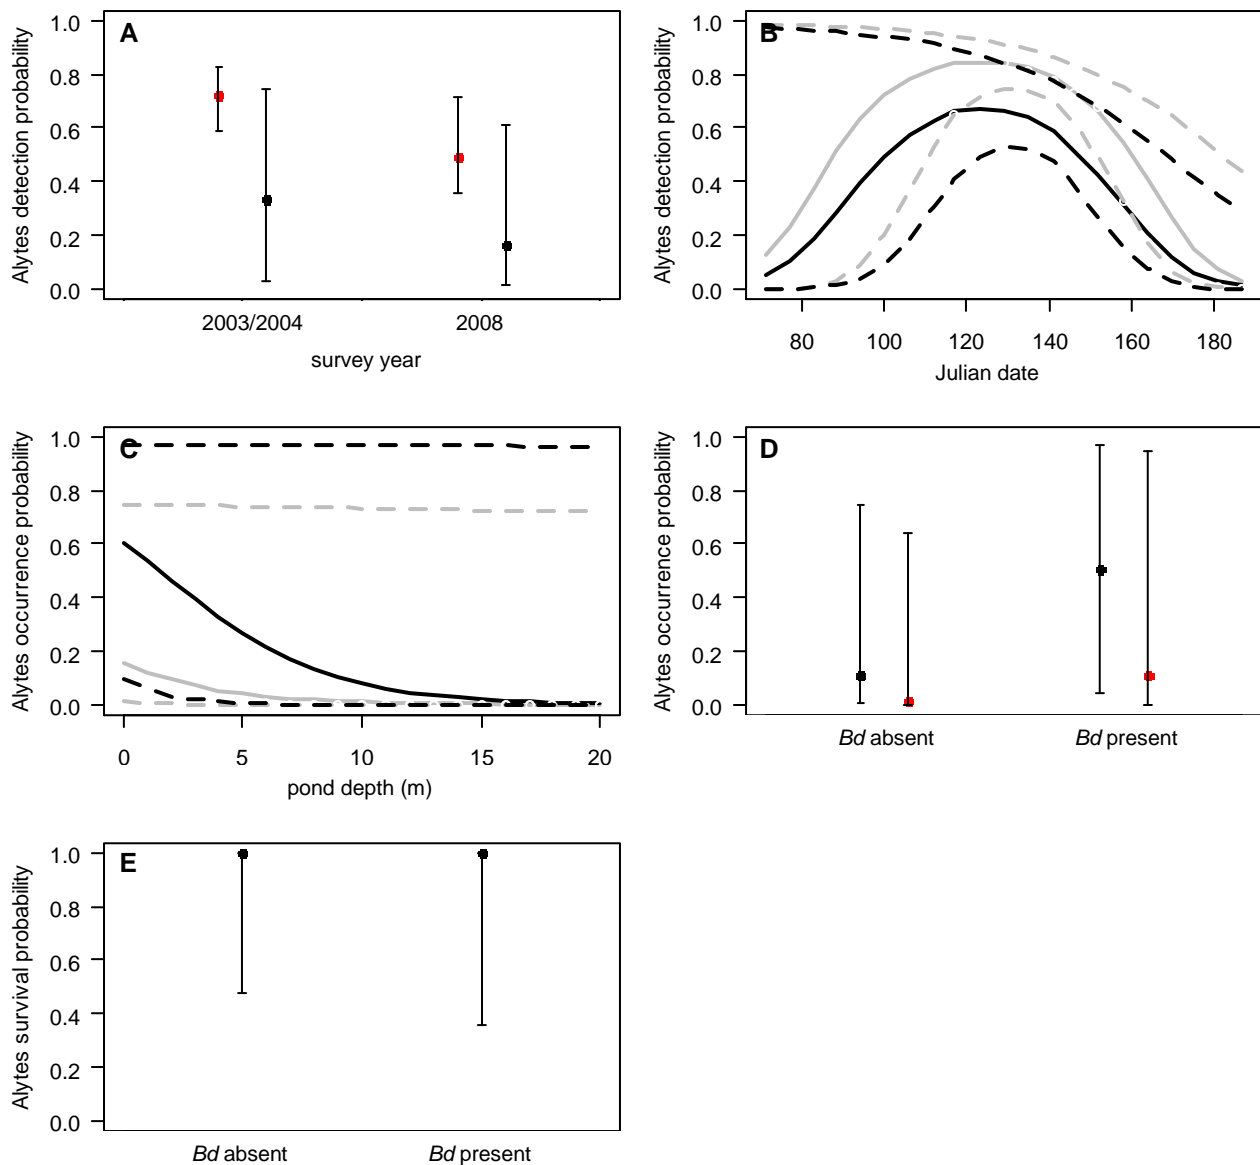 A
Alytes detection probability
1.0
0.8
0.6
0.4
0.2
0.0
2003/2004 2008
survey year
B
Alytes detection probability
1.0
0.8
0.6
0.4
0.2
0.0
80 100 120 140 160 180
Julian date
C
Alytes occurrence probability
1.0
0.8
0.6
0.4
0.2
0.0
0 5 10 15 20
pond depth (m)
D
Alytes occurrence probability
1.0
0.8
0.6
0.4
0.2
0.0
Bd absent Bd present
E
Alytes survival probability
1.0
0.8
0.6
0.4
0.2
0.0
Bd absent Bd present